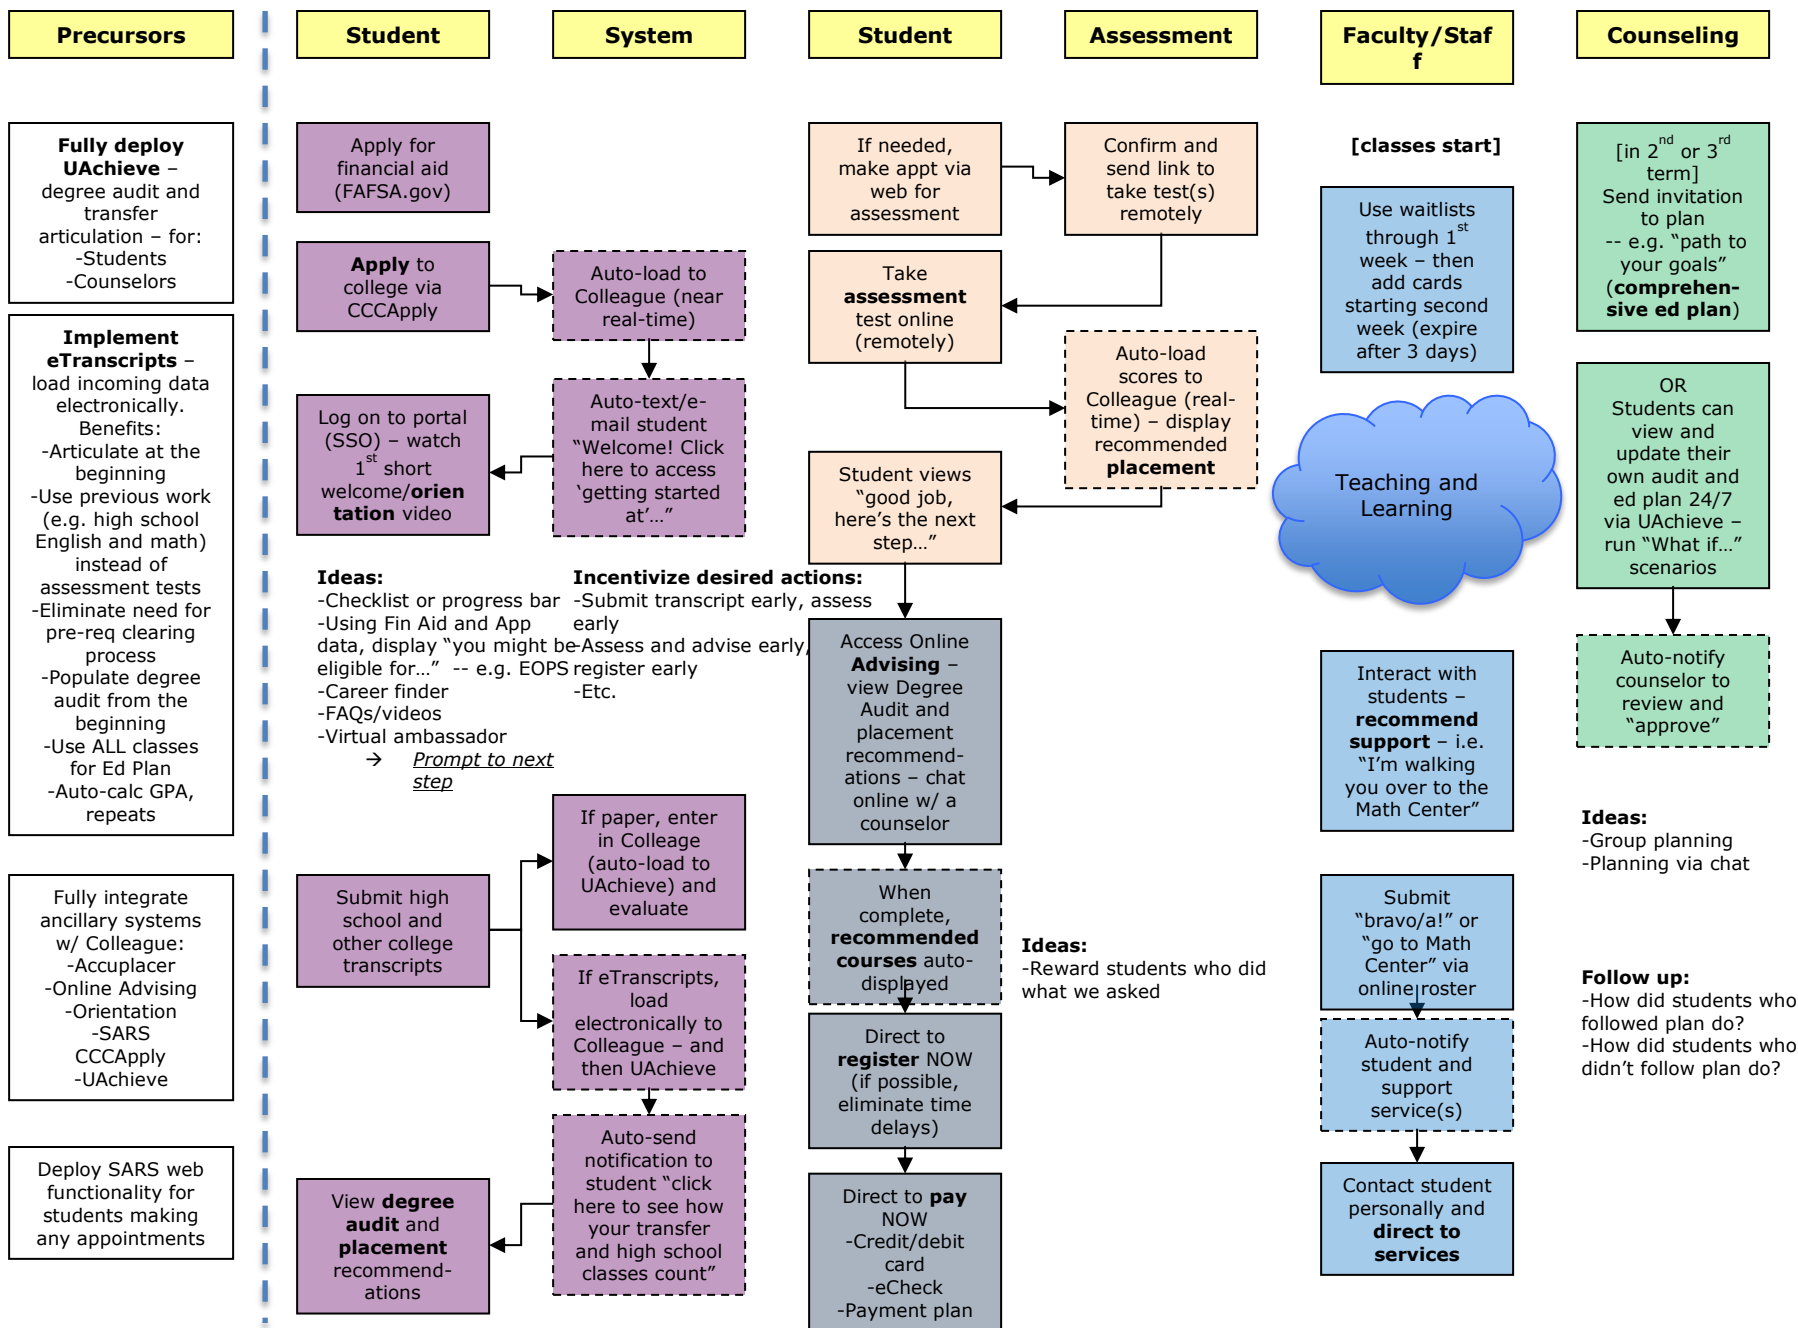 Precursors
Fully deploy
UAchieve –
degree audit and
transfer
articulation – for:
-Students
-Counselors
Implement
eTranscripts –
load incoming data
electronically.
Benefits:
-Articulate at the
beginning
-Use previous work
(e.g. high school
English and math)
instead of
assessment tests
-Eliminate need for
pre-req clearing
process
-Populate degree
audit from the
beginning
-Use ALL classes
for Ed Plan
-Auto-calc GPA,
repeats
Fully integrate
ancillary systems
w/ Colleague:
-Accuplacer
-Online Advising
-Orientation
-SARS
CCCApply
-UAchieve
Deploy SARS web
functionality for
students making
any appointments
Student
Apply for
financial aid
(FAFSA.gov)
Apply to
college via
CCCApply
Log on to portal
(SSO) – watch
1st short
welcome/orien
tation video
Ideas:
-Checklist or progress bar
-Using Fin Aid and App
data, display “you might be
eligible for…”  -- e.g. EOPS
-Career finder
-FAQs/videos
-Virtual ambassador
→ Prompt to next
step
Submit high
school and
other college
transcripts
View degree
audit and
placement
recommend-
ations
System
Auto-load to
Colleague (near
real-time)
Auto-text/e-
mail student
“Welcome! Click
here to access
‘getting started
at’…”
Incentivize desired actions:
-Submit transcript early, assess
early
-Assess and advise early,
register early
-Etc.
If paper, enter
in Colleage
(auto-load to
UAchieve) and
evaluate
If eTranscripts,
load
electronically to
Colleague – and
then UAchieve
Auto-send
notification to
student “click
here to see how
your transfer
and high school
classes count”
Student
If needed,
make appt via
web for
assessment
Take
assessment
test online
(remotely)
Student views
“good job,
here’s the next
step…”
Access Online
Advising –
view Degree
Audit and
placement
recommend-
ations – chat
online w/ a
counselor
When
complete,
recommended
courses auto-
displayed
Direct to
register NOW
(if possible,
eliminate time
delays)
Direct to pay
NOW
-Credit/debit
card
-eCheck
-Payment plan
Assessment
Confirm and
send link to
take test(s)
remotely
Auto-load
scores to
Colleague (real-
time) – display
recommended
placement
Ideas:
-Reward students who did
what we asked
Faculty/Staf
f
[classes start]
Use waitlists
through 1st
week – then
add cards
starting second
week (expire
after 3 days)
Teaching and
Learning
Interact with
students –
recommend
support – i.e.
“I’m walking
you over to the
Math Center”
Submit
“bravo/a!” or
“go to Math
Center” via
online roster
Auto-notify
student and
support
service(s)
Contact student
personally and
direct to
services
Counseling
[in 2nd or 3rd
term]
Send invitation
to plan
-- e.g. “path to
your goals”
(comprehen-
sive ed plan)
OR
Students can
view and
update their
own audit and
ed plan 24/7
via UAchieve –
run “What if…”
scenarios
Auto-notify
counselor to
review and
“approve”
Ideas:
-Group planning
-Planning via chat
Follow up:
-How did students who
followed plan do?
-How did students who
didn’t follow plan do?